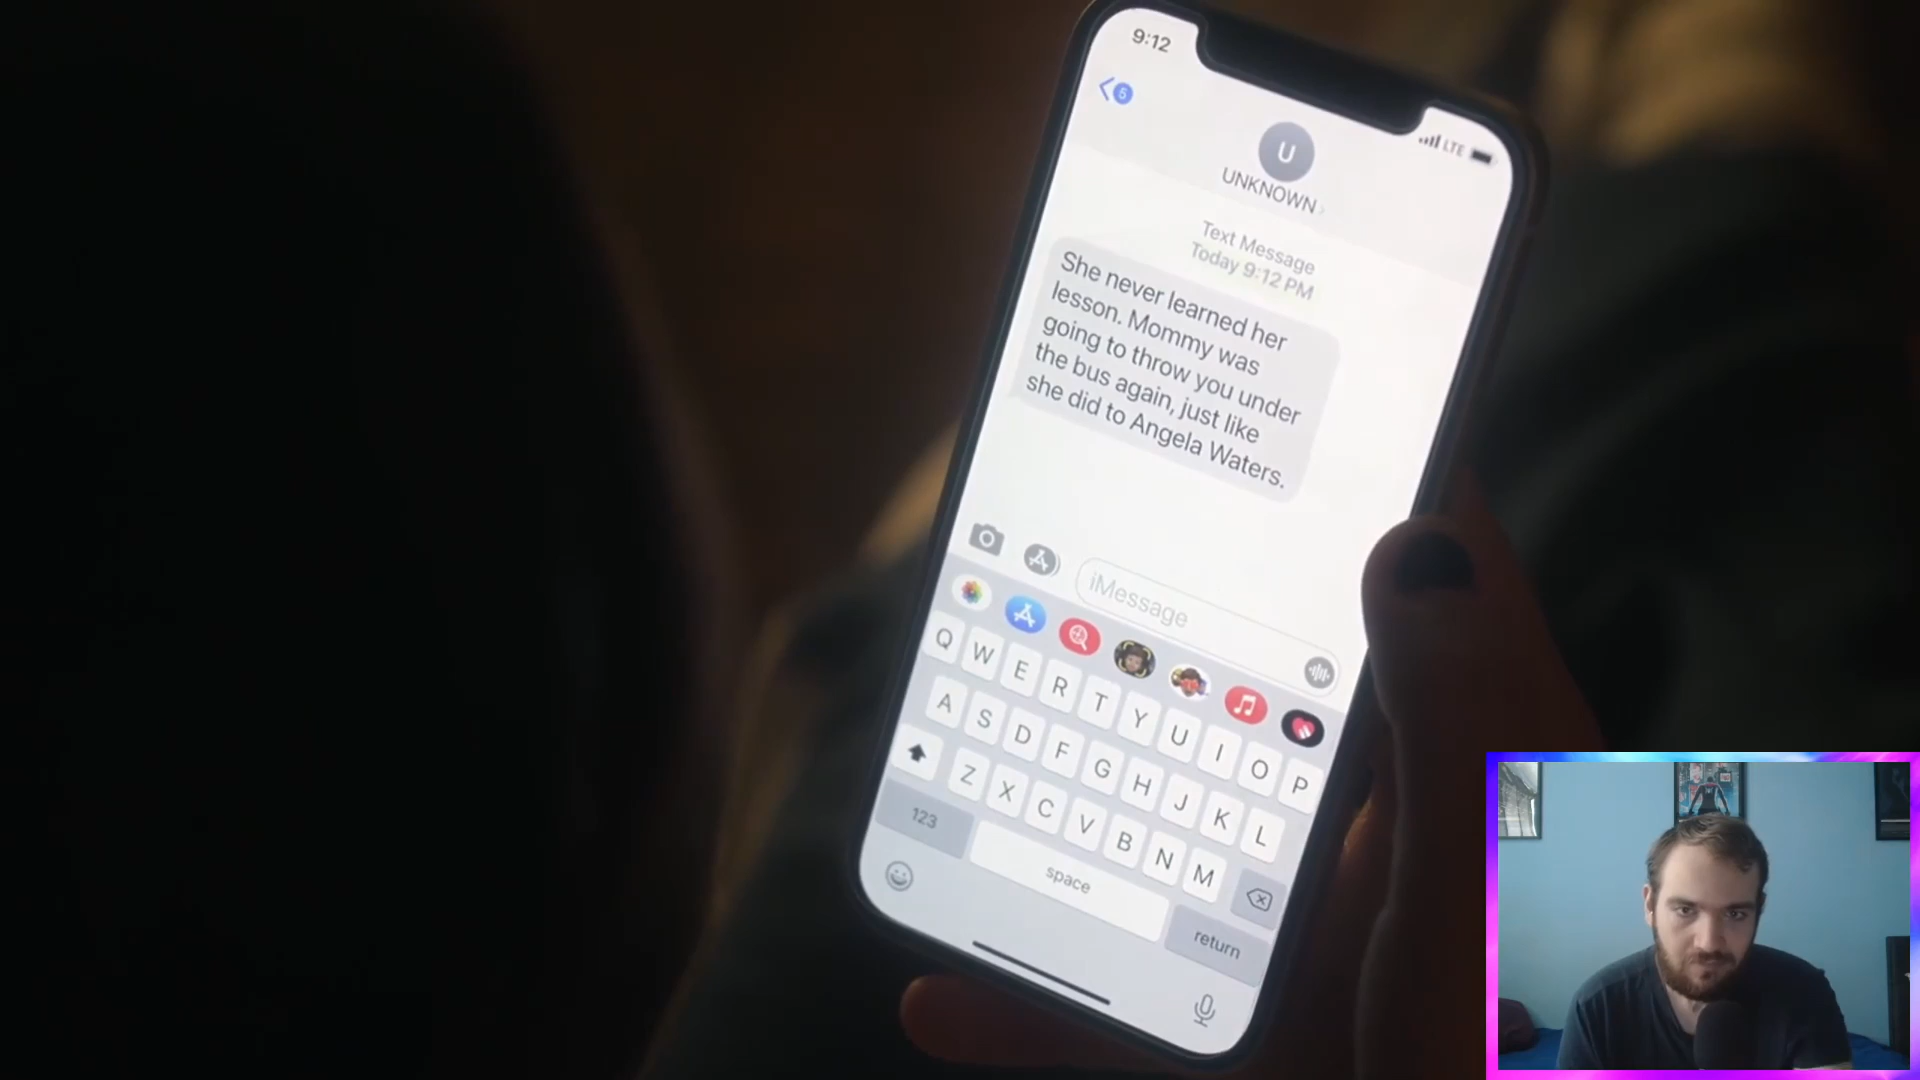 9:12
5
LTE
U
UNKNOWN
Text Message
Today 9:12 PM
She never learned her
lesson. Mommy was
going to throw you under
the bus again, just like
she did to Angela Waters.
iMessage
Q W E R T Y U I O P
A S D F G H J K L
Z X C V B N M
123
space
return